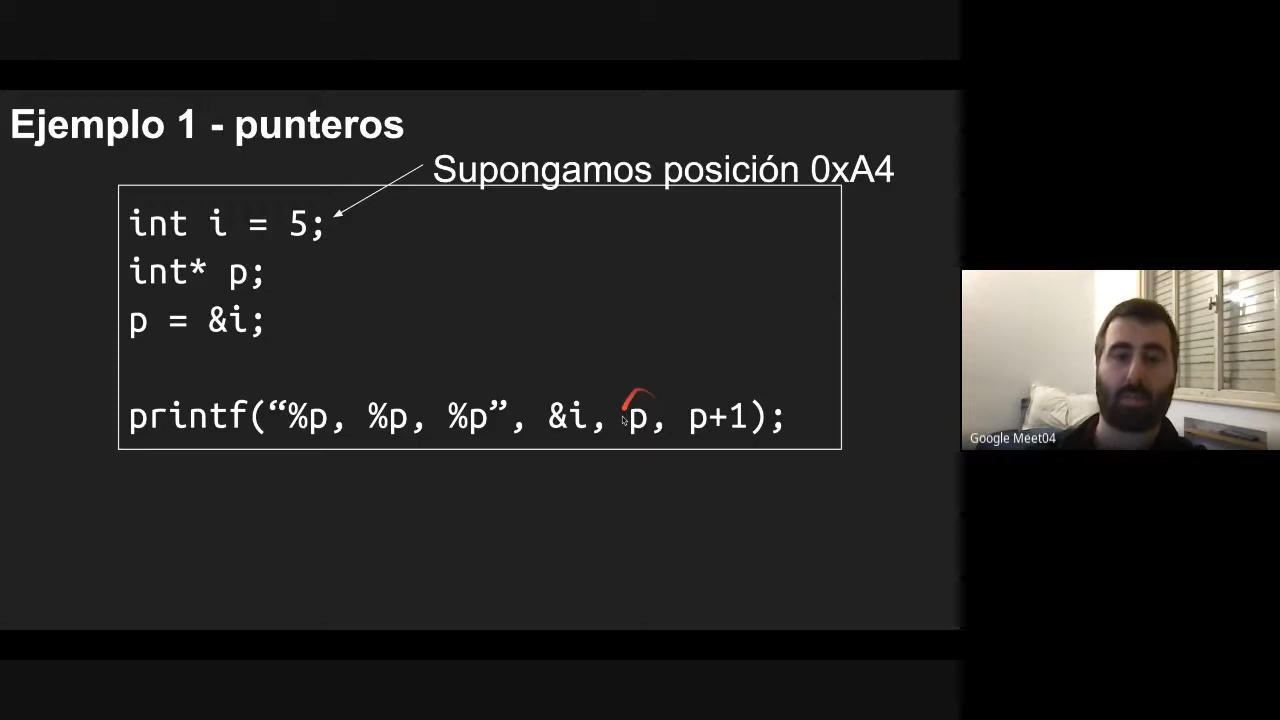 Ejemplo 1 - punteros
Supongamos posición 0xA4
int i = 5;
int* p;
p = &i;
printf(“%p, %p, %p”, &i, p, p+1);
Google Meet04